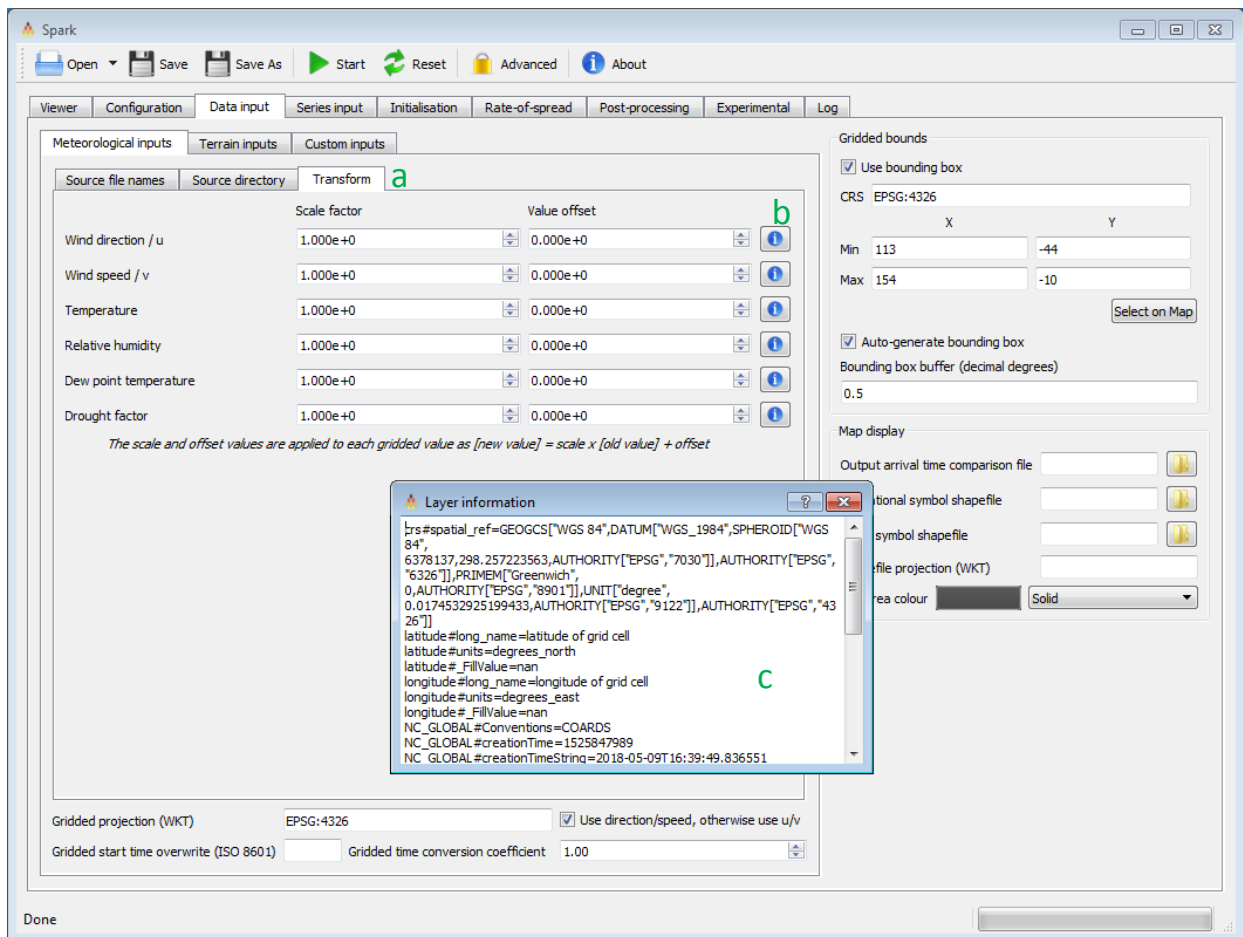 Spark
Open Save Save As Start Reset Advanced About
Viewer Configuration Data input Series input Initialisation Rate-of-spread Post-processing Experimental Log
Meteorological inputs Terrain inputs Custom inputs
Source file names Source directory Transform a
Scale factor Value offset b
Wind direction / u 1.000e+0 0.000e+0
Wind speed / v 1.000e+0 0.000e+0
Temperature 1.000e+0 0.000e+0
Relative humidity 1.000e+0 0.000e+0
Dew point temperature 1.000e+0 0.000e+0
Drought factor 1.000e+0 0.000e+0
The scale and offset values are applied to each gridded value as [new value] = scale x [old value] + offset
Gridded bounds
Use bounding box
CRS EPSG:4326
X Y
Min 113 -44
Max 154 -10
Select on Map
Auto-generate bounding box
Bounding box buffer (decimal degrees)
0.5
Map display
Output arrival time comparison file
tional symbol shapefile
symbol shapefile
file projection (WKT)
rea colour Solid
Layer information
crs#spatial_ref=GEOGCS["WGS 84",DATUM["WGS_1984",SPHEROID["WGS
84",
6378137,298.257223563,AUTHORITY["EPSG","7030"]],AUTHORITY["EPSG",
"6326"]],PRIMEM["Greenwich",
0,AUTHORITY["EPSG","8901"]],UNIT["degree",
0.0174532925199433,AUTHORITY["EPSG","9122"]],AUTHORITY["EPSG","43
26"]]
latitude#long_name=latitude of grid cell
latitude#units=degrees_north
latitude#_FillValue=nan
longitude#long_name=longitude of grid cell
longitude#units=degrees_east
longitude#_FillValue=nan
NC_GLOBAL#Conventions=COARDS
NC_GLOBAL#creationTime=1525847989
NC_GLOBAL#creationTimeString=2018-05-09T16:39:49.836551
c
Gridded projection (WKT) EPSG:4326 Use direction/speed, otherwise use u/v
Gridded start time overwrite (ISO 8601) Gridded time conversion coefficient 1.00
Done